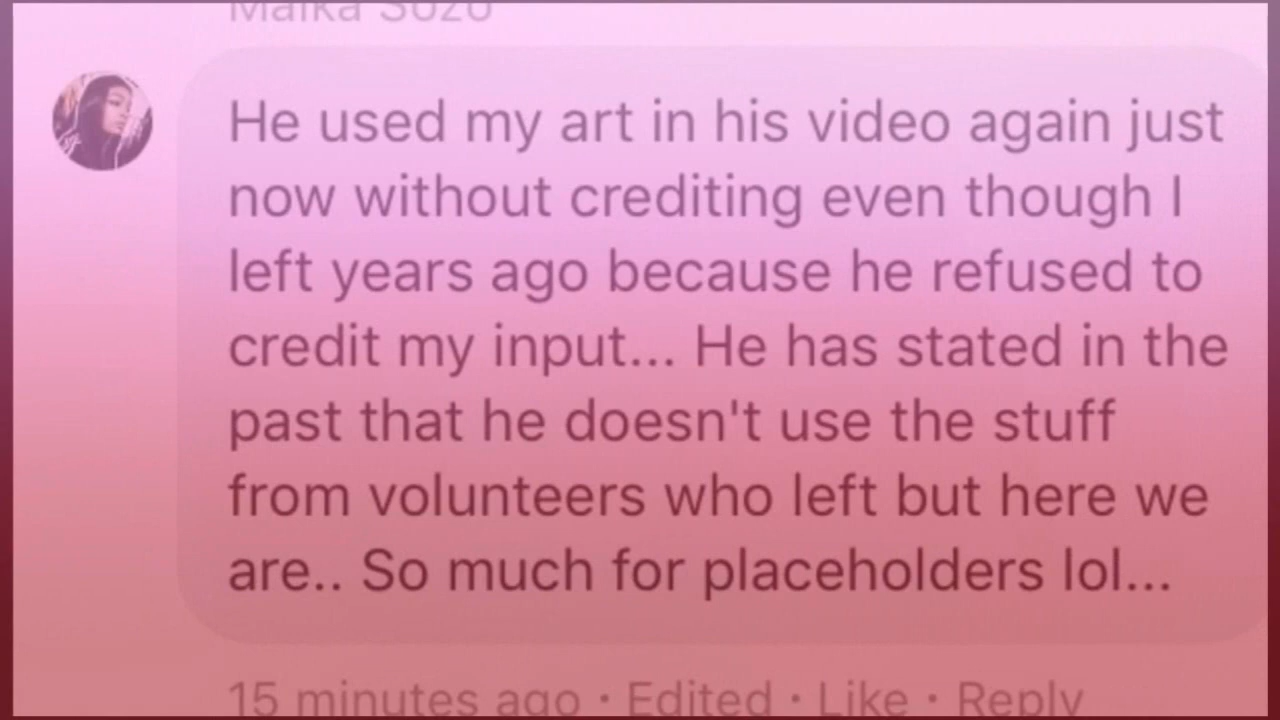 Malka Sozo
He used my art in his video again just
now without crediting even though I
left years ago because he refused to
credit my input... He has stated in the
past that he doesn't use the stuff
from volunteers who left but here we
are.. So much for placeholders lol...
15 minutes ago · Edited · Like · Reply